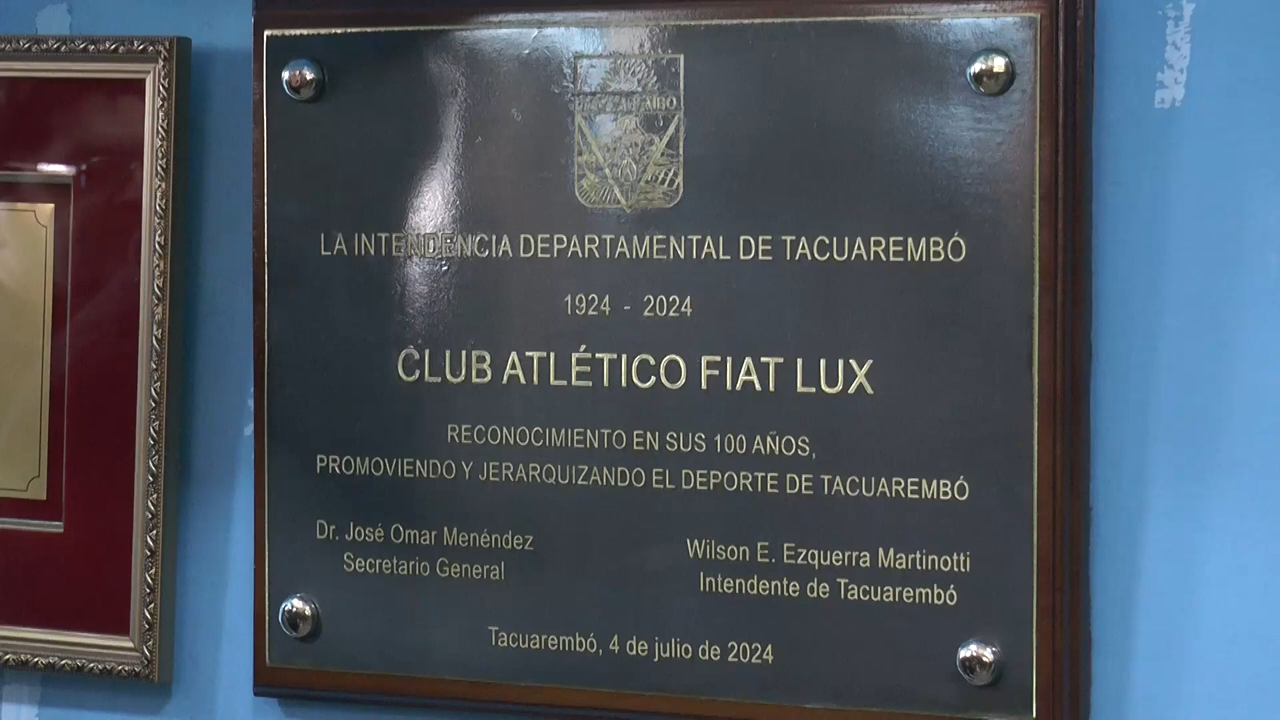 LA INTENDENCIA DEPARTAMENTAL DE TACUAREMBÓ
1924 - 2024
CLUB ATLÉTICO FIAT LUX
RECONOCIMIENTO EN SUS 100 AÑOS,
PROMOVIENDO Y JERARQUIZANDO EL DEPORTE DE TACUAREMBÓ
Dr. José Omar Menéndez
Secretario General
Wilson E. Ezquerra Martinotti
Intendente de Tacuarembó
Tacuarembó, 4 de julio de 2024